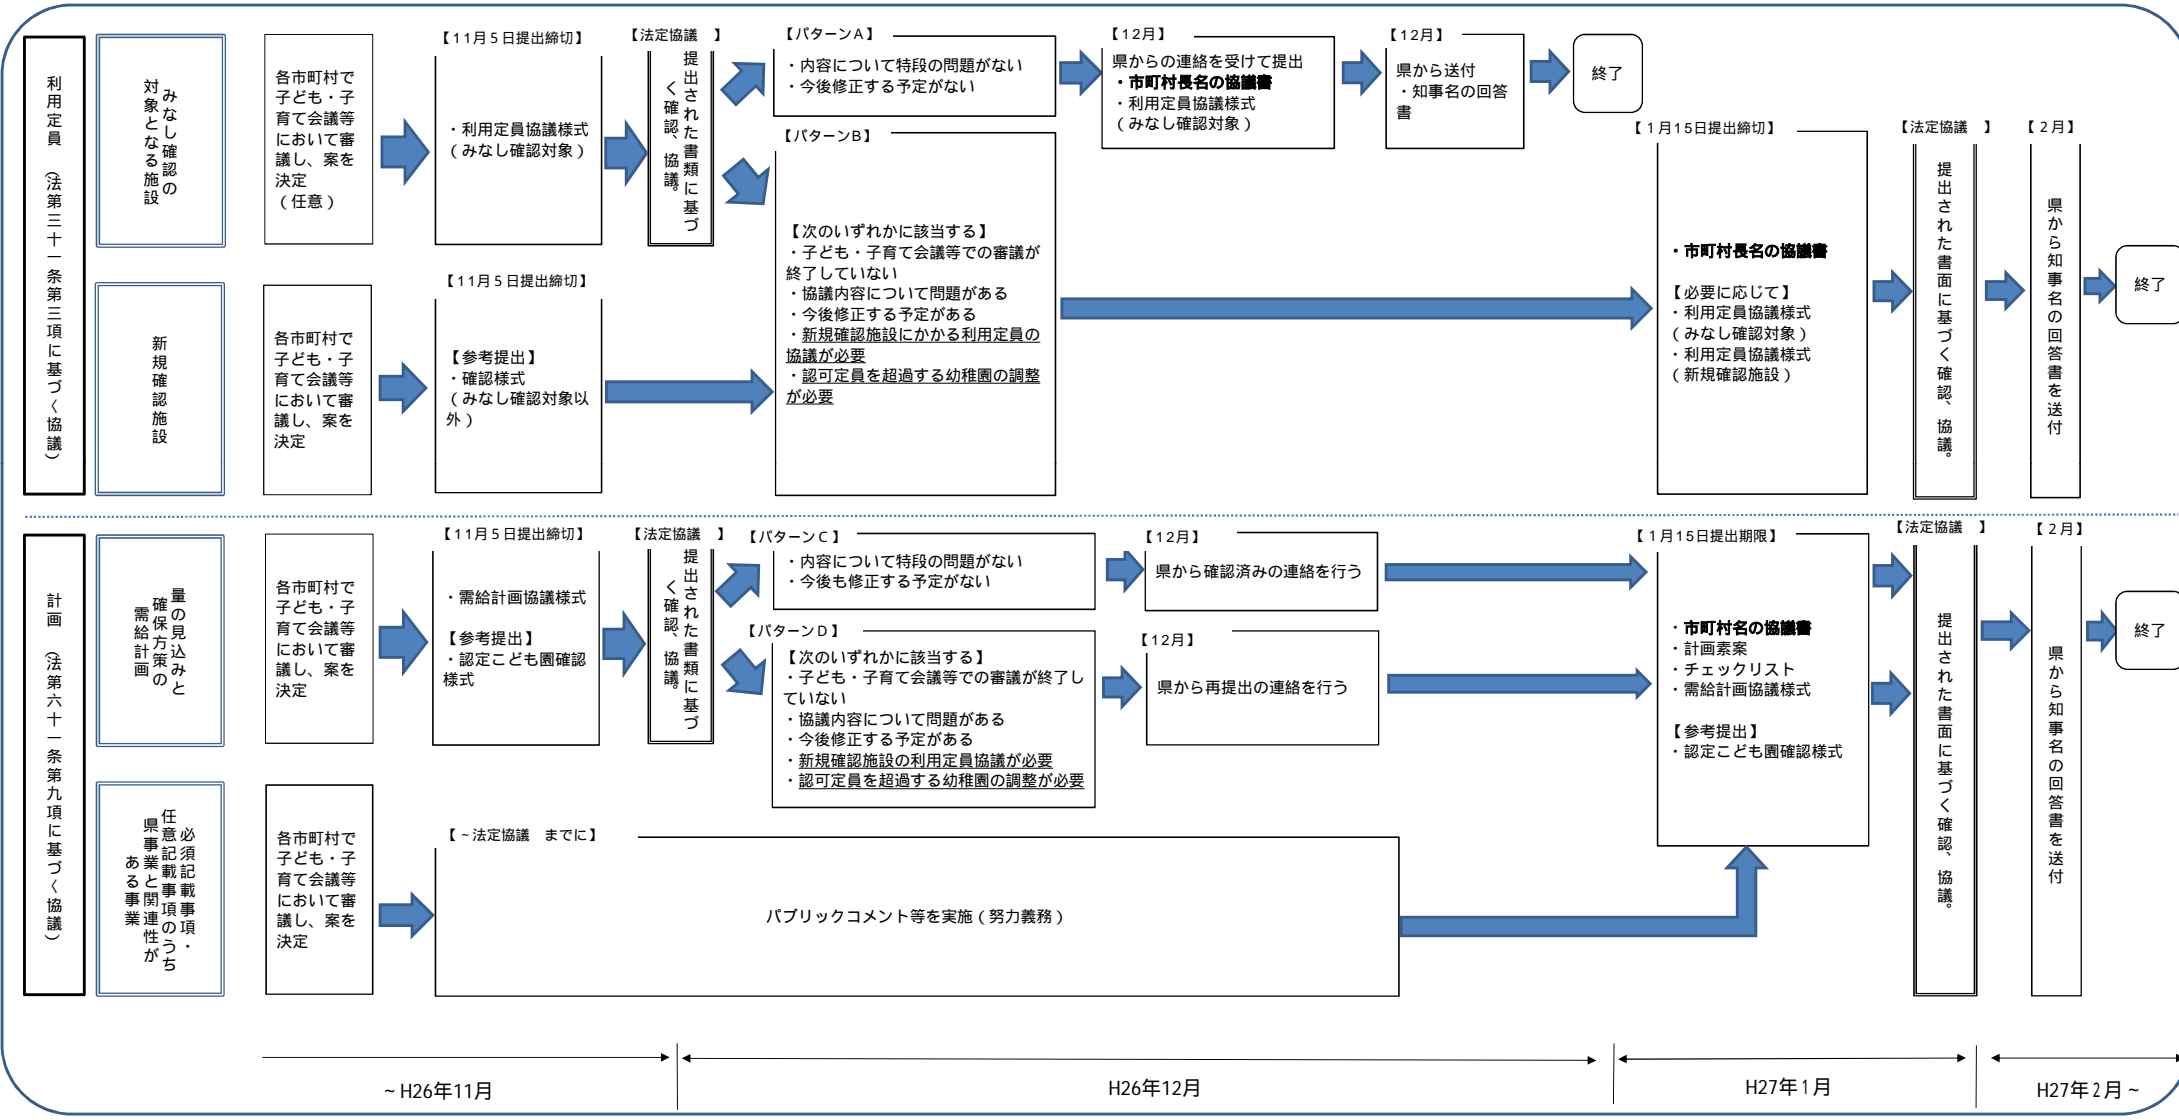 利用定員 (法第三十一条第三項に基づく協議)
みなし確認の
対象となる施設
各市町村で
子ども・子
育て会議等
において審
議し、案を
決定
(任意)
【11月5日提出締切】
・利用定員協議様式
(みなし確認対象)
【法定協議 】
提出された書類に基づ
く確認、協議。
【パターンA】
・内容について特段の問題がない
・今後修正する予定がない
【12月】
県からの連絡を受けて提出
・市町村長名の協議書
・利用定員協議様式
(みなし確認対象)
【12月】
県から送付
・知事名の回答
書
終了
新規確認施設
各市町村で
子ども・子
育て会議等
において審
議し、案を
決定
【11月5日提出締切】
【参考提出】
・確認様式
(みなし確認対象以
外)
【パターンB】
【次のいずれかに該当する】
・子ども・子育て会議等での審議が
終了していない
・協議内容について問題がある
・今後修正する予定がある
・新規確認施設にかかる利用定員の
協議が必要
・認可定員を超過する幼稚園の調整
が必要
【1月15日提出締切】
・市町村長名の協議書
【必要に応じて】
・利用定員協議様式
(みなし確認対象)
・利用定員協議様式
(新規確認施設)
【法定協議 】
提出された書面に基づく確認、協議。
【2月】
県から知事名の回答書を送付
終了
計画 (法第六十一条第九項に基づく協議)
量の見込みと
確保方策の
需給計画
各市町村で
子ども・子
育て会議等
において審
議し、案を
決定
【11月5日提出締切】
・需給計画協議様式
【参考提出】
・認定こども園確認
様式
【法定協議 】
提出された書類に基づ
く確認、協議。
【パターンC】
・内容について特段の問題がない
・今後も修正する予定がない
【12月】
県から確認済みの連絡を行う
【パターンD】
【次のいずれかに該当する】
・子ども・子育て会議等での審議が終了し
ていない
・協議内容について問題がある
・今後修正する予定がある
・新規確認施設の利用定員協議が必要
・認可定員を超過する幼稚園の調整が必要
【12月】
県から再提出の連絡を行う
【1月15日提出期限】
・市町村名の協議書
・計画素案
・チェックリスト
・需給計画協議様式
【参考提出】
・認定こども園確認様式
【法定協議 】
提出された書面に基づく確認、協議。
【2月】
県から知事名の回答書を送付
終了
必須記載事項・
任意記載事項のうち
県事業と関連性が
ある事業
各市町村で
子ども・子
育て会議等
において審
議し、案を
決定
【~法定協議 までに】
パブリックコメント等を実施(努力義務)
~H26年11月
H26年12月
H27年1月
H27年2月~